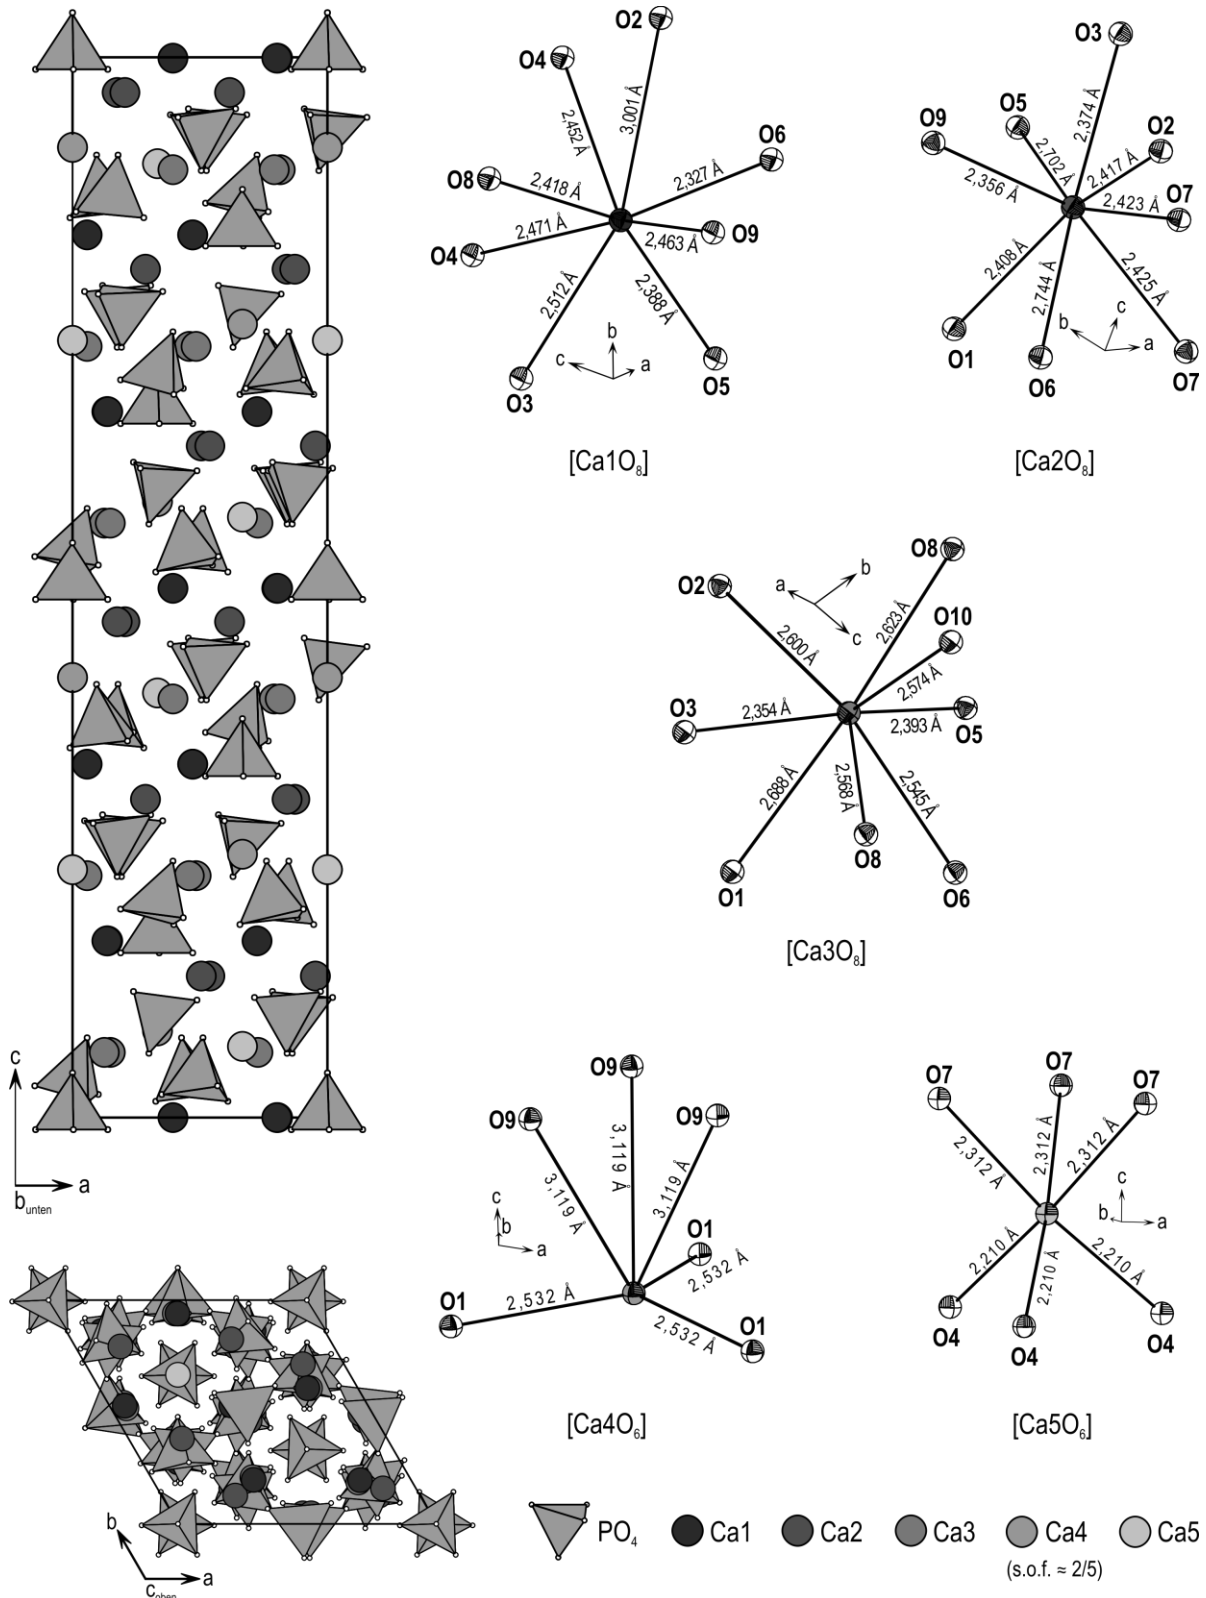 O2
O4
3,001 Å
2,452 Å
O6
O8
2,418 Å
2,327 Å
2,471 Å
2,463 Å
O9
O4
2,512 Å
2,388 Å
b
c
a
O3
O5
[Ca1O₈]
O3
O5
O9
2,374 Å
O2
2,702 Å
2,417 Å
2,356 Å
2,423 Å
O7
2,408 Å
2,744 Å
2,425 Å
c
b
a
O1
O6
O7
[Ca2O₈]
O8
b
a
O2
c
2,623 Å
O10
2,600 Å
2,574 Å
O3
2,354 Å
2,393 Å
O5
2,688 Å
2,568 Å
2,545 Å
O8
O1
O6
[Ca3O₈]
O9
O9
O9
3,119 Å
3,119 Å
3,119 Å
c
b
a
O1
2,532 Å
O1
2,532 Å
2,532 Å
O1
[Ca4O₆]
O7
O7
O7
2,312 Å
2,312 Å
2,312 Å
c
b
a
2,210 Å
2,210 Å
2,210 Å
O4
O4
O4
[Ca5O₆]
c
a
b unten
b
a
c oben
PO₄
Ca1
Ca2
Ca3
Ca4
Ca5
(s.o.f. ≈ 2/5)